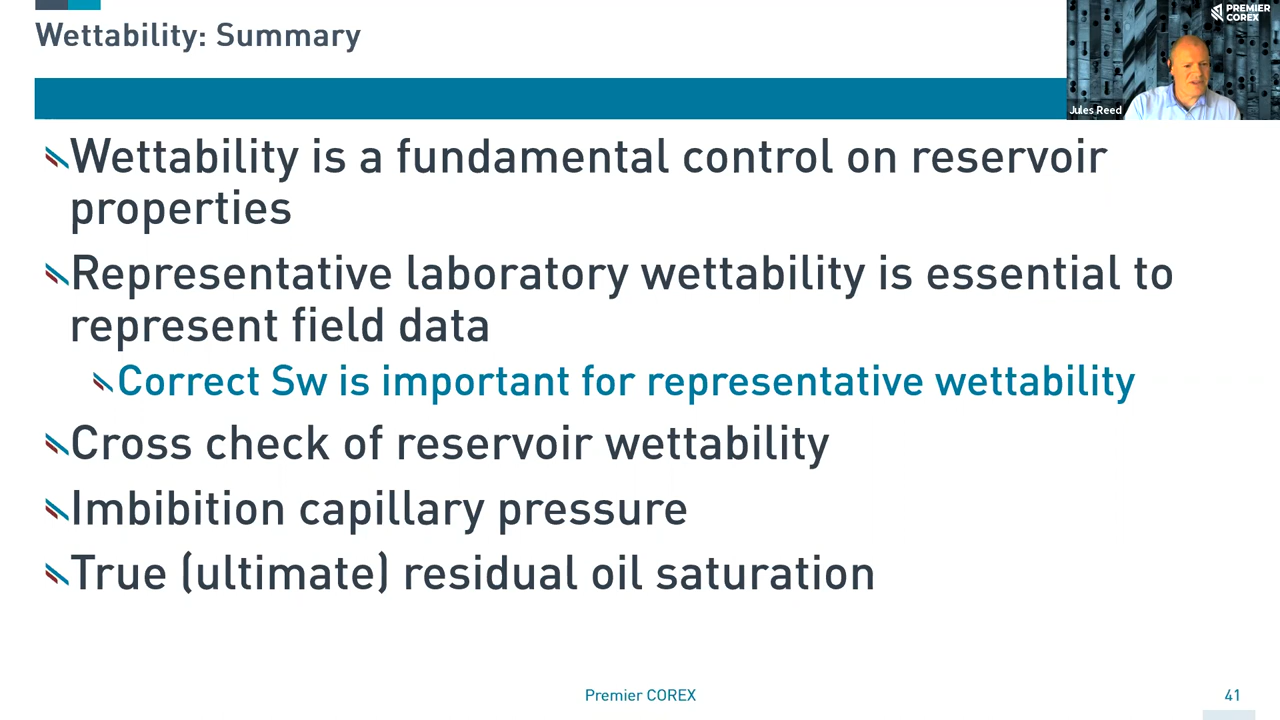 Wettability: Summary
PREMIER
COREX
Jules Reed
Wettability is a fundamental control on reservoir
properties
Representative laboratory wettability is essential to
represent field data
Correct Sw is important for representative wettability
Cross check of reservoir wettability
Imbibition capillary pressure
True (ultimate) residual oil saturation
Premier COREX
41